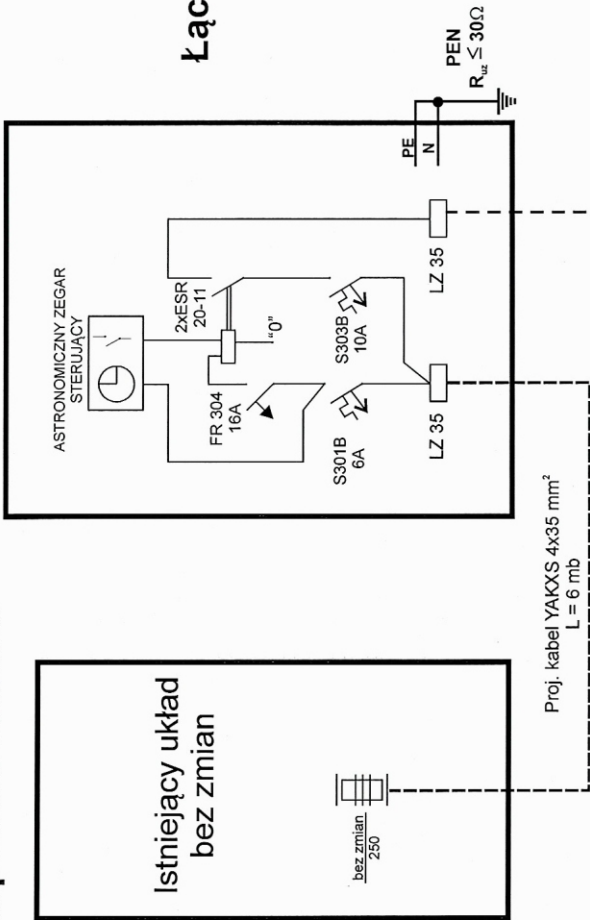 Łąc
ASTRONOMICZNY ZEGAR
STERUJĄCY
2xESR
20-11
"0"
FR 304
16A
S303B
10A
S301B
6A
LZ 35
LZ 35
PE
N
PEN
Ruz ≤ 30Ω
Istniejący układ
bez zmian
bez zmian
250
Proj. kabel YAKXS 4x35 mm²
L = 6 mb